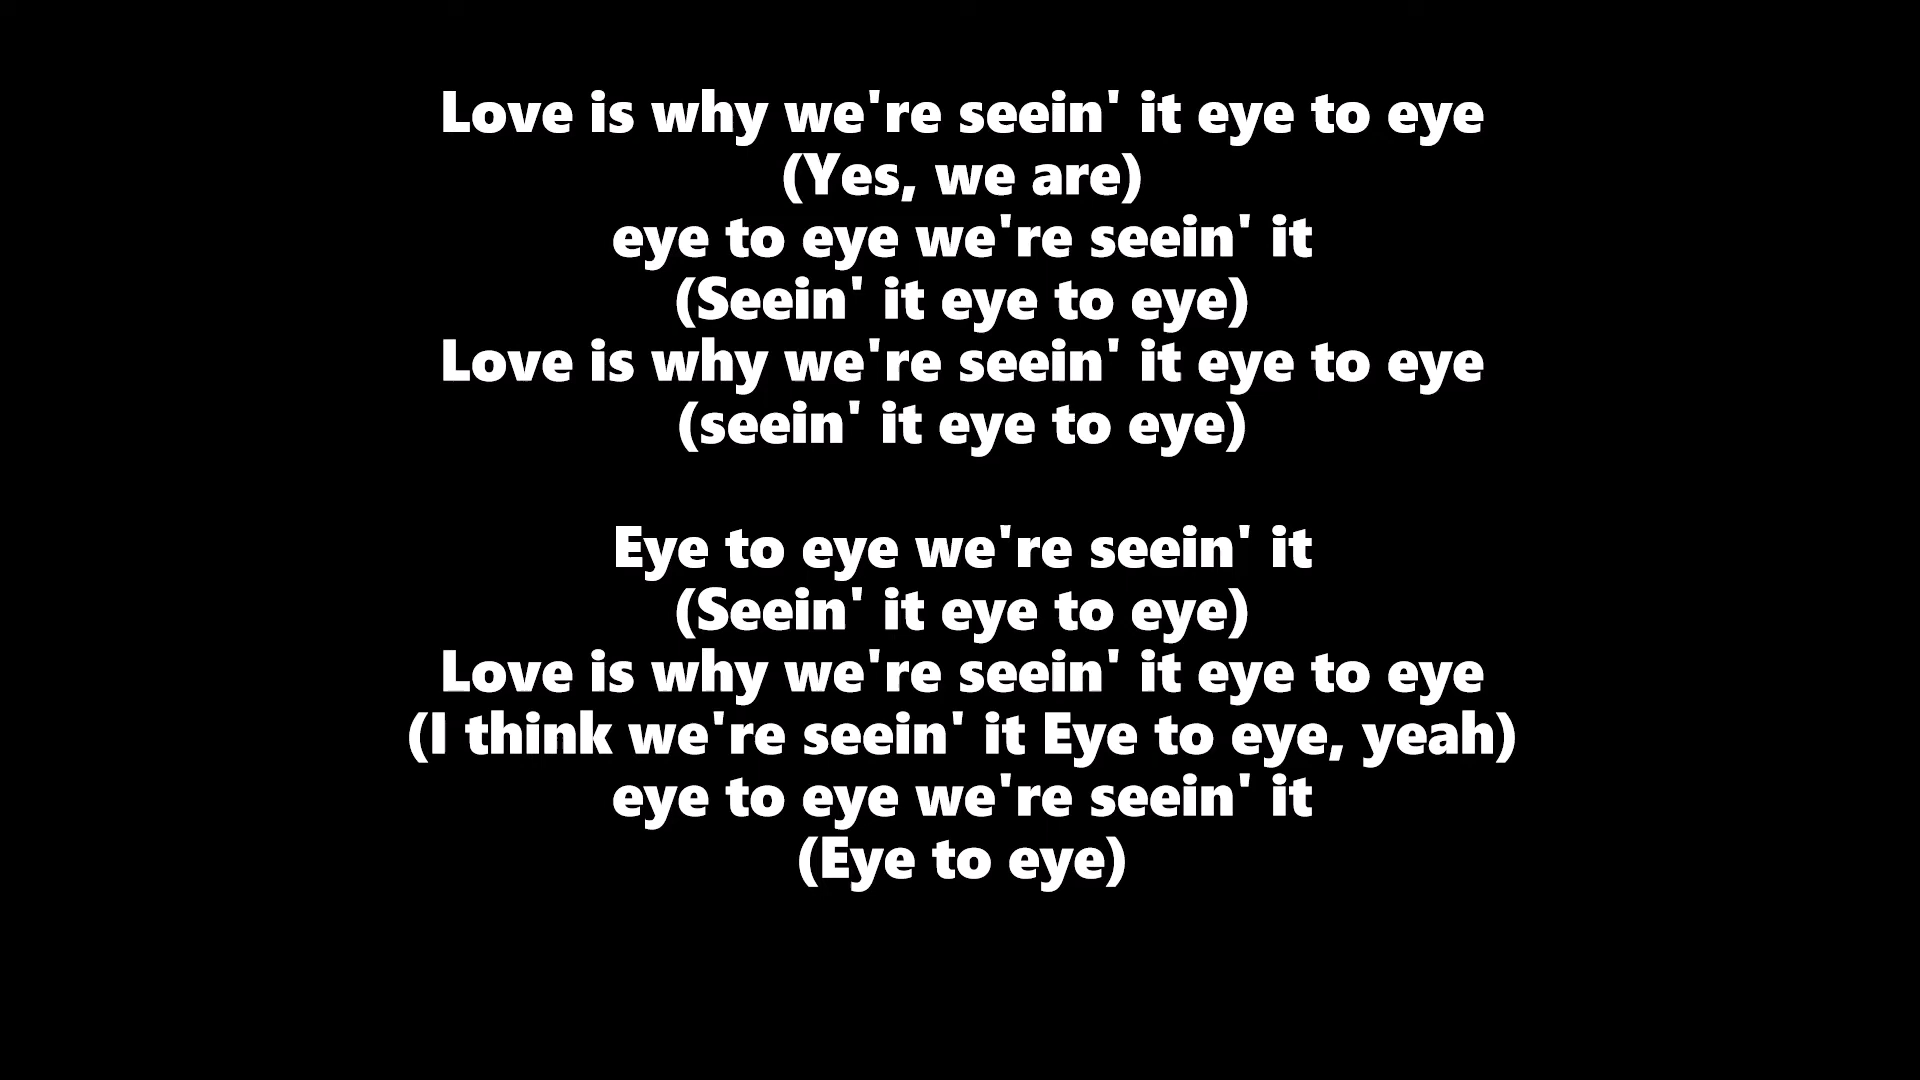 Love is why we're seein' it eye to eye
(Yes, we are)
eye to eye we're seein' it
(Seein' it eye to eye)
Love is why we're seein' it eye to eye
(seein' it eye to eye)
Eye to eye we're seein' it
(Seein' it eye to eye)
Love is why we're seein' it eye to eye
(I think we're seein' it Eye to eye, yeah)
eye to eye we're seein' it
(Eye to eye)